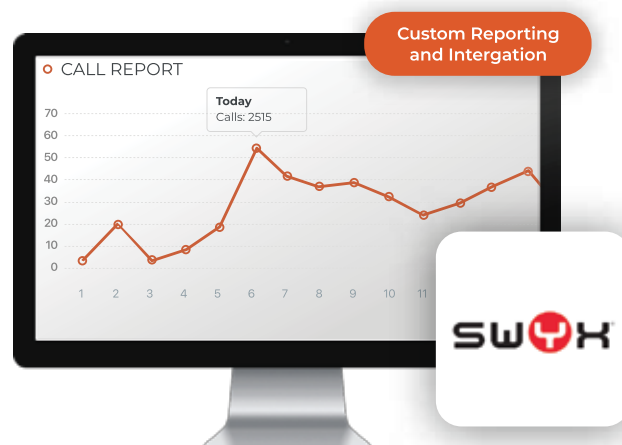 Custom Reporting
and Intergation
CALL REPORT
Today
Calls: 2515
70
60
50
40
30
20
10
0
1 2 3 4 5 6 7 8 9 10 11
swyx